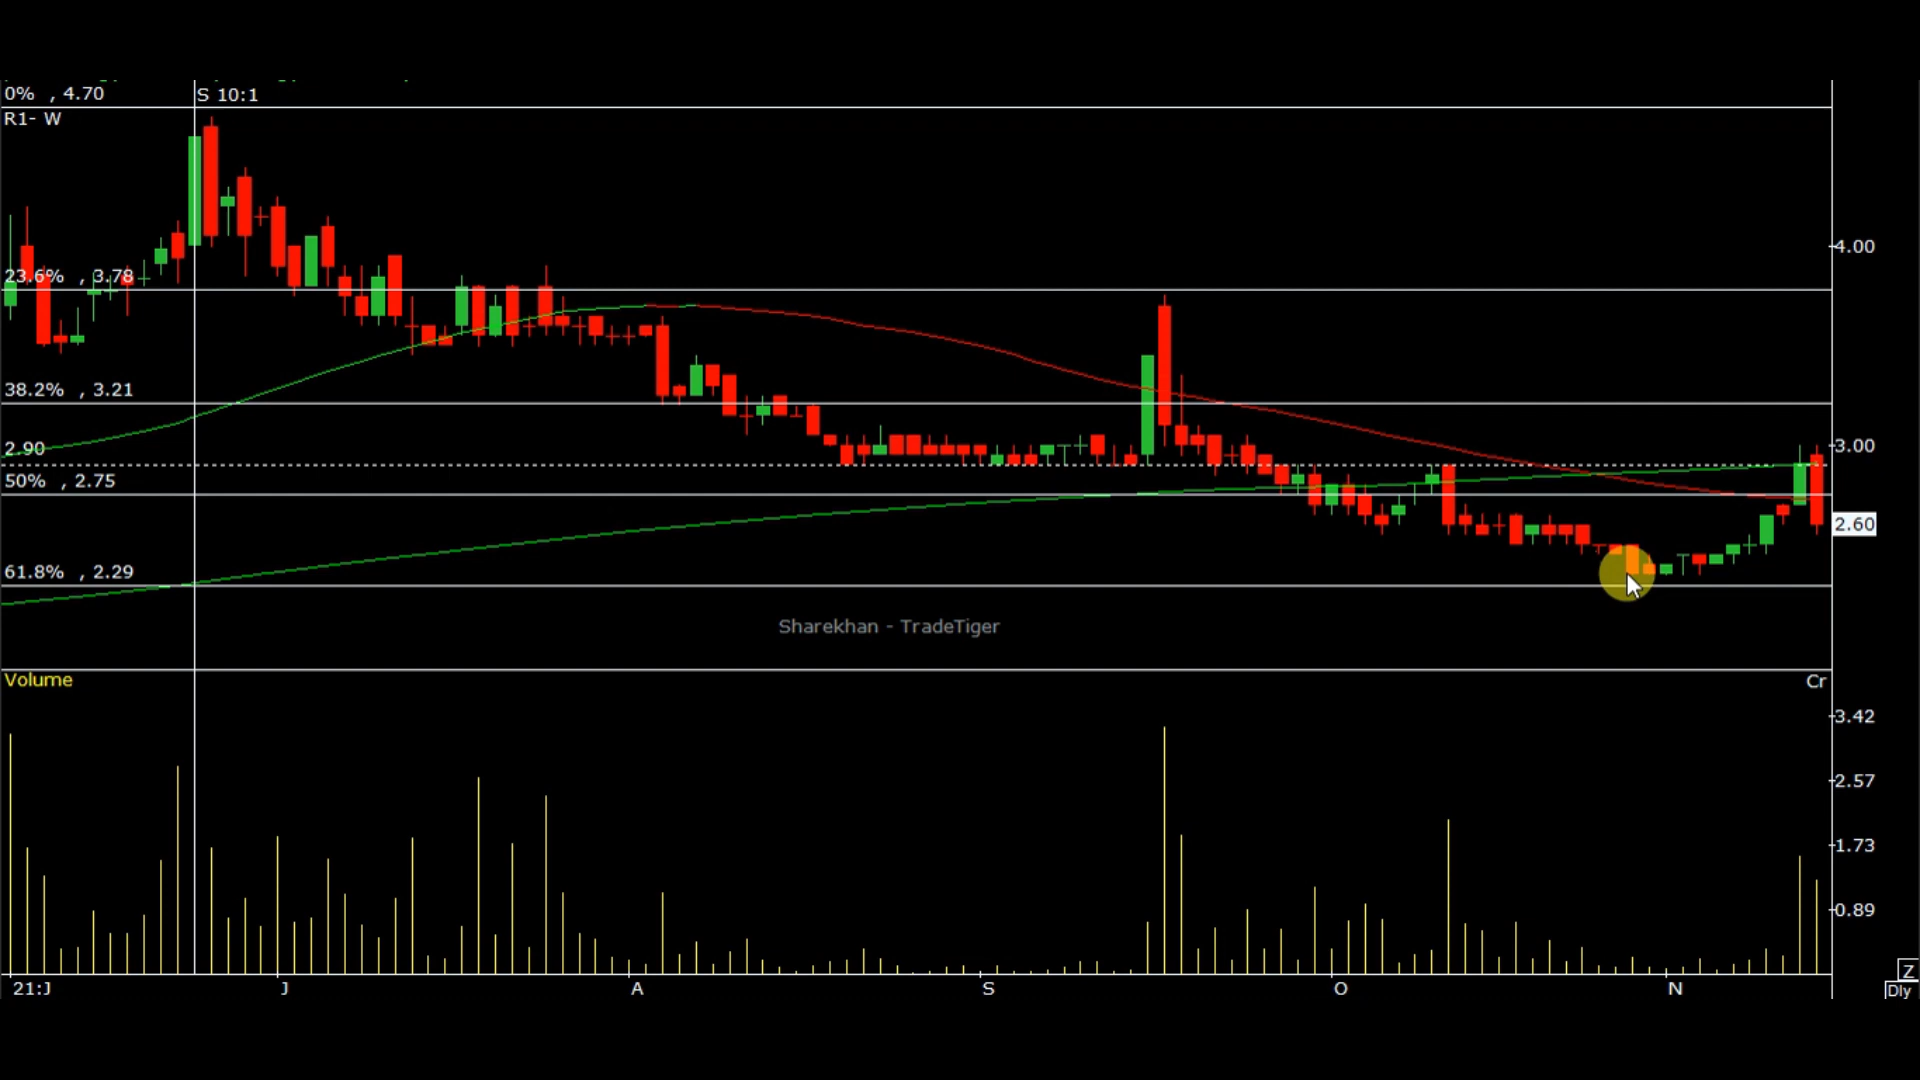 0% , 4.70
S 10:1
R1- W
4.00
23.6% , 3.78
38.2% , 3.21
2.90
3.00
50% , 2.75
2.60
61.8% , 2.29
Sharekhan - TradeTiger
Volume
Cr
3.42
2.57
1.73
0.89
Z
21:J
J
A
S
O
N
Dly